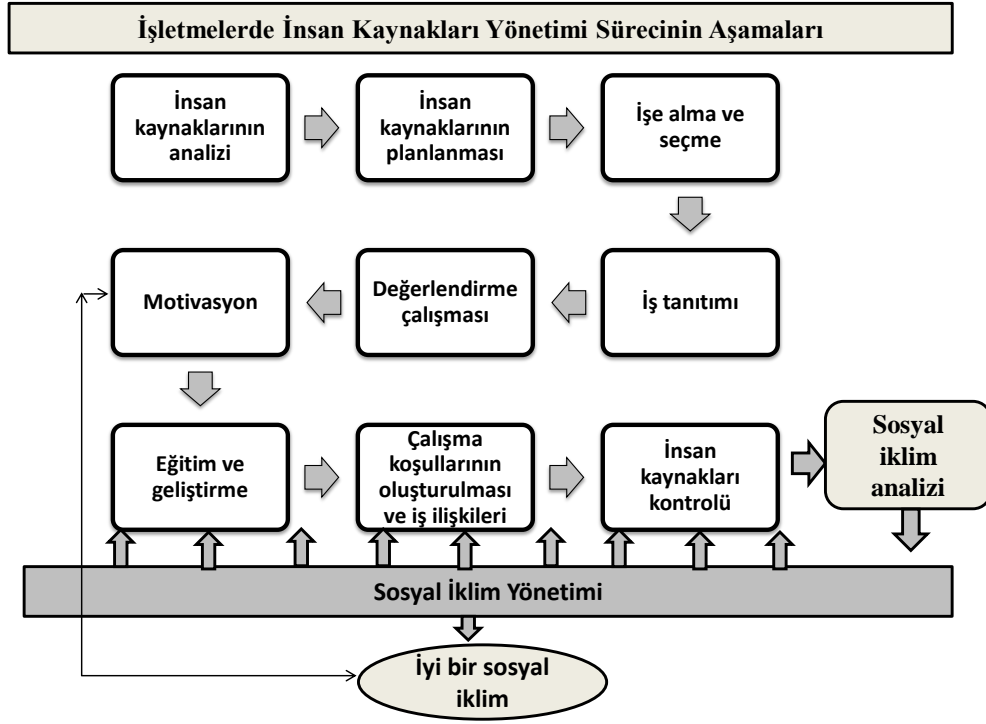 İşletmelerde İnsan Kaynakları Yönetimi Sürecinin Aşamaları
İnsan
kaynaklarının
analizi
İnsan
kaynaklarının
planlanması
İşe alma ve
seçme
Motivasyon
Değerlendirme
çalışması
İş tanıtımı
Eğitim ve
geliştirme
Çalışma
koşullarının
oluşturulması
ve iş ilişkileri
İnsan
kaynakları
kontrolü
Sosyal
iklim
analizi
Sosyal İklim Yönetimi
İyi bir sosyal
iklim